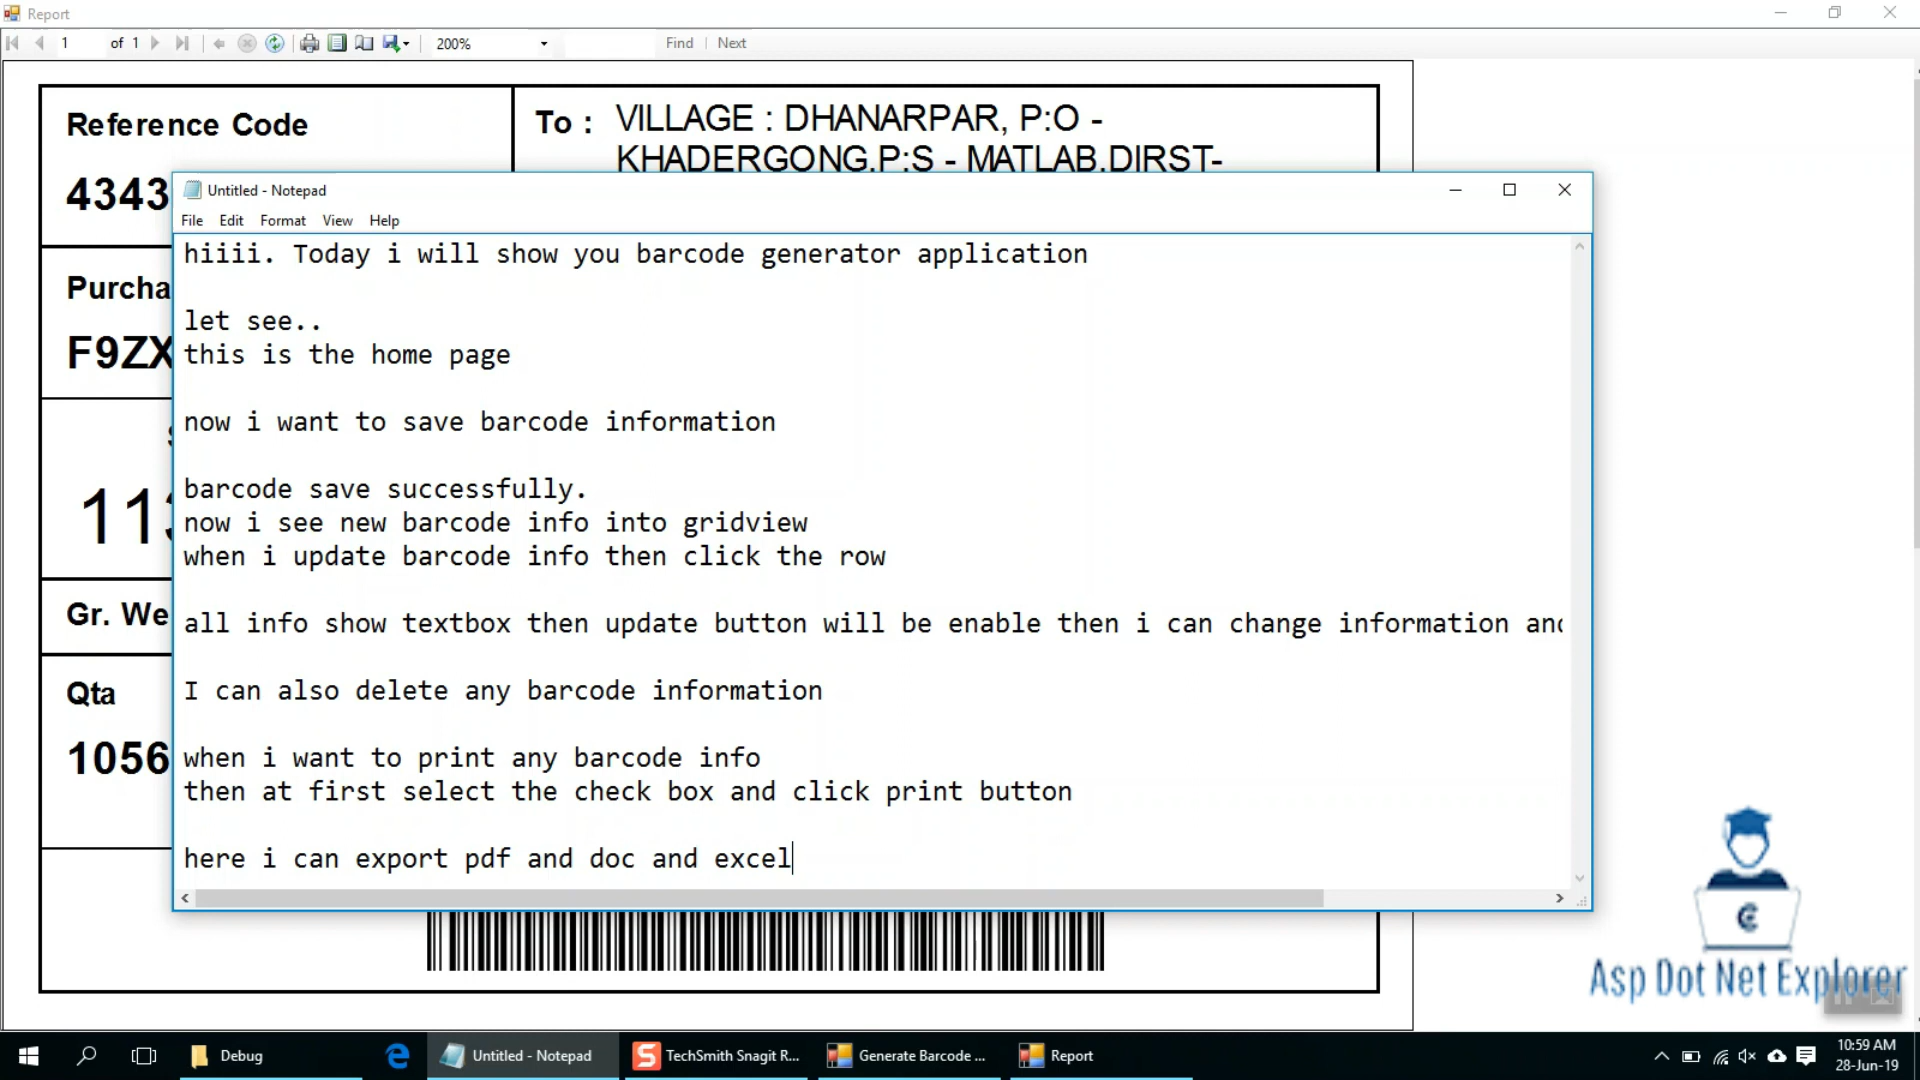 Report
1 of 1 200% Find Next
Reference Code
To : VILLAGE : DHANARPAR, P:O -
KHADERGONG.P:S - MATLAB.DIRST-
4343
Untitled - Notepad
File Edit Format View Help
hiiii. Today i will show you barcode generator application
let see..
this is the home page
now i want to save barcode information
barcode save successfully.
now i see new barcode info into gridview
when i update barcode info then click the row
all info show textbox then update button will be enable then i can change information and
I can also delete any barcode information
when i want to print any barcode info
then at first select the check box and click print button
here i can export pdf and doc and excel
Purcha
F9ZX
113
Gr. We
Qta
1056
Asp Dot Net Explorer
Debug
Untitled - Notepad
TechSmith Snagit R...
Generate Barcode ...
Report
10:59 AM
28-Jun-19